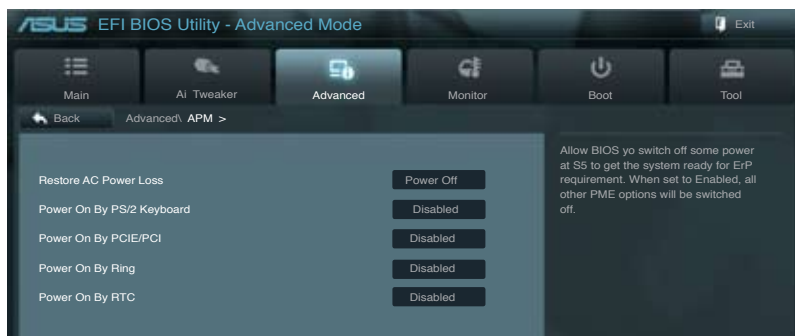 ASUS EFI BIOS Utility - Advanced Mode
Exit
Main
Ai Tweaker
Advanced
Monitor
Boot
Tool
Back
Advanced\ APM >
Restore AC Power Loss
Power Off
Power On By PS/2 Keyboard
Disabled
Power On By PCIE/PCI
Disabled
Power On By Ring
Disabled
Power On By RTC
Disabled
Allow BIOS yo switch off some power
at S5 to get the system ready for ErP
requirement. When set to Enabled, all
other PME options will be switched
off.